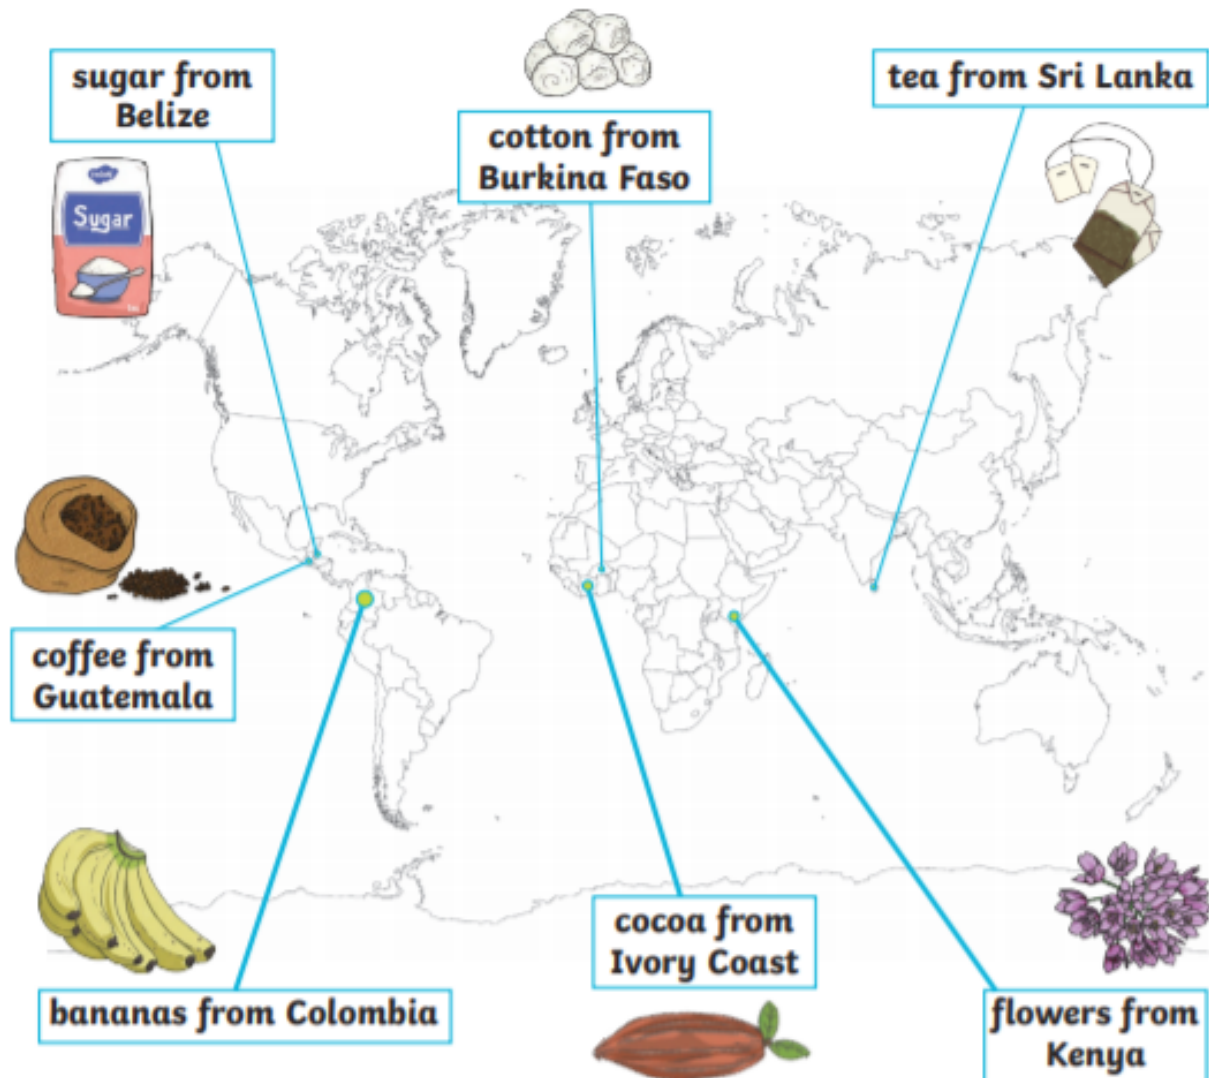 sugar from
Belize
cotton from
Burkina Faso
tea from Sri Lanka
Sugar
coffee from
Guatemala
bananas from Colombia
cocoa from
Ivory Coast
flowers from
Kenya